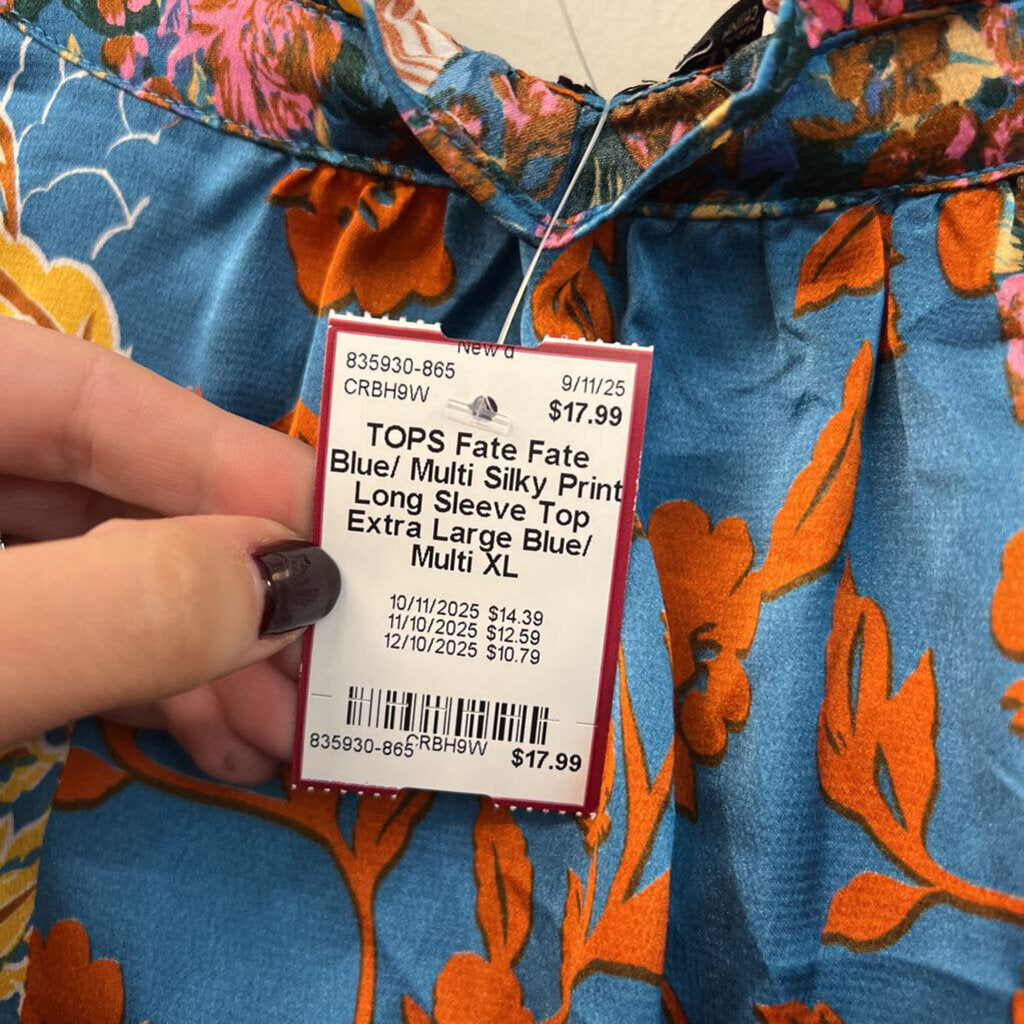 New'd
835930-865
9/11/25
CRBH9W
$17.99
TOPS Fate Fate
Blue/ Multi Silky Print
Long Sleeve Top
Extra Large Blue/
Multi XL
10/11/2025 $14.39
11/10/2025 $12.59
12/10/2025 $10.79
835930-865 CRBH9W $17.99